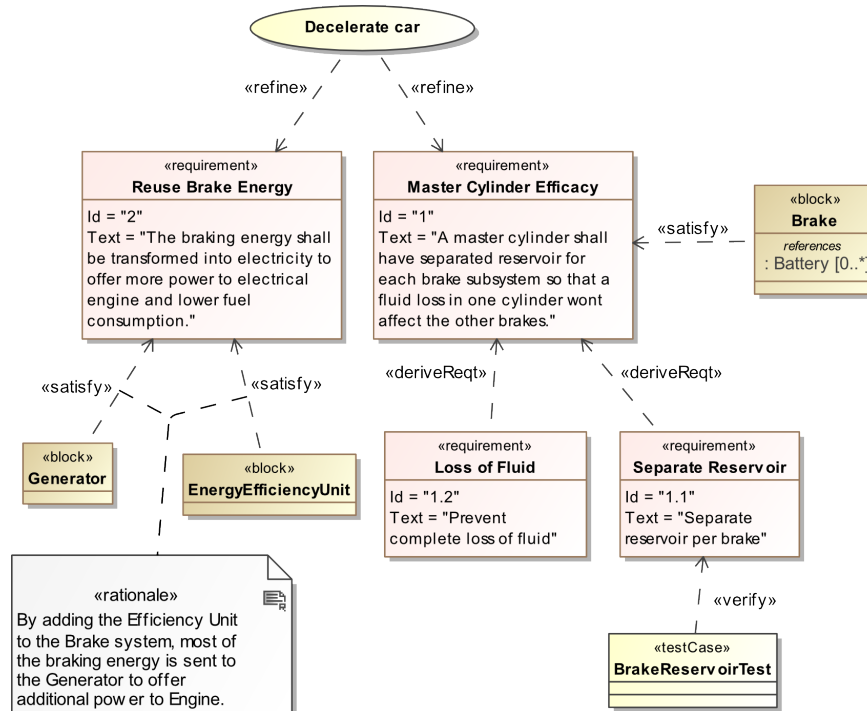 Decelerate car
«refine»
«refine»
«requirement»
Reuse Brake Energy
Id = "2"
Text = "The braking energy shall
be transformed into electricity to
offer more power to electrical
engine and lower fuel
consumption."
«requirement»
Master Cylinder Efficacy
Id = "1"
Text = "A master cylinder shall
have separated reservoir for
each brake subsystem so that a
fluid loss in one cylinder wont
affect the other brakes."
«satisfy»
«block»
Brake
references
: Battery [0..*]
«satisfy»
«satisfy»
«deriveReqt»
«deriveReqt»
«block»
Generator
«block»
EnergyEfficiencyUnit
«requirement»
Loss of Fluid
Id = "1.2"
Text = "Prevent
complete loss of fluid"
«requirement»
Separate Reservoir
Id = "1.1"
Text = "Separate
reservoir per brake"
«rationale»
By adding the Efficiency Unit
to the Brake system, most of
the braking energy is sent to
the Generator to offer
additional power to Engine.
«verify»
«testCase»
BrakeReservoirTest